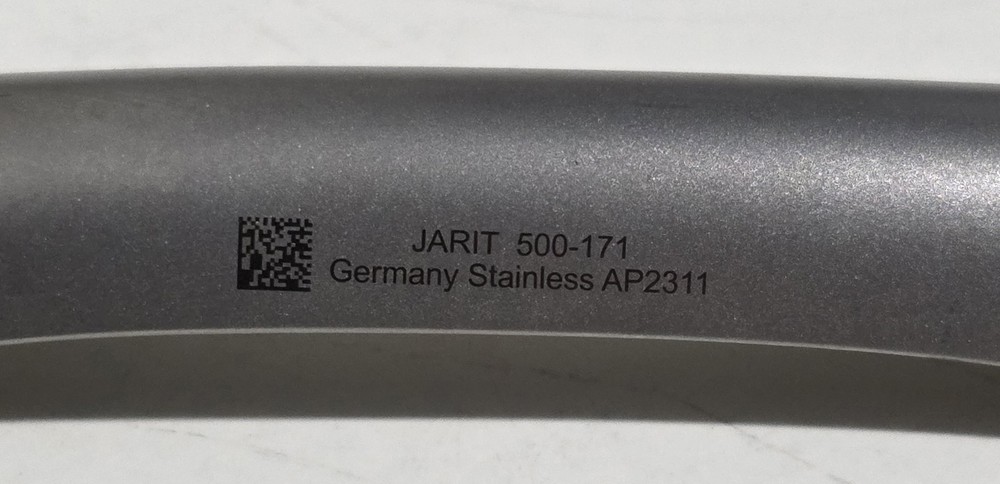 JARIT 500-171
Germany Stainless AP2311